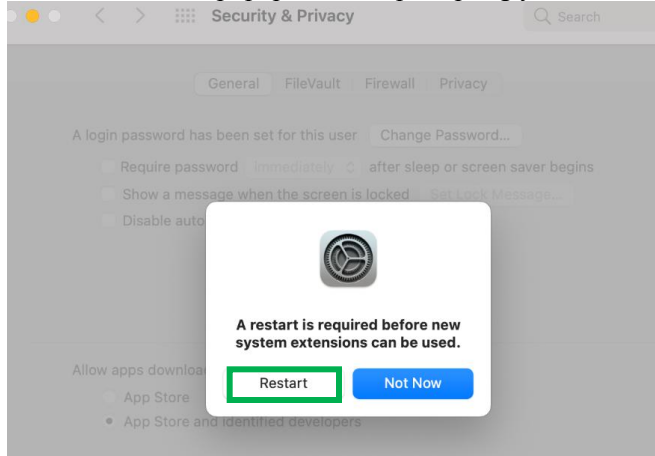 Security & Privacy
Search
General FileVault Firewall Privacy
A login password has been set for this user Change Password...
Require password immediately after sleep or screen saver begins
Show a message when the screen is locked Set Lock Message...
Disable auto
A restart is required before new
system extensions can be used.
Allow apps downloa
Restart Not Now
App Store
App Store and identified developers